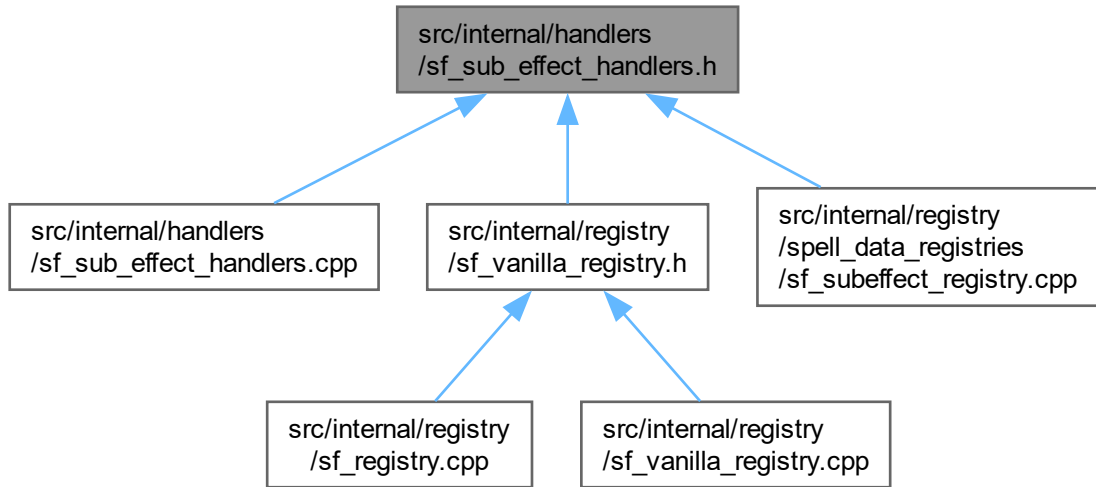 src/internal/handlers
/sf_sub_effect_handlers.h
src/internal/handlers
/sf_sub_effect_handlers.cpp
src/internal/registry
/sf_vanilla_registry.h
src/internal/registry
/spell_data_registries
/sf_subeffect_registry.cpp
src/internal/registry
/sf_registry.cpp
src/internal/registry
/sf_vanilla_registry.cpp